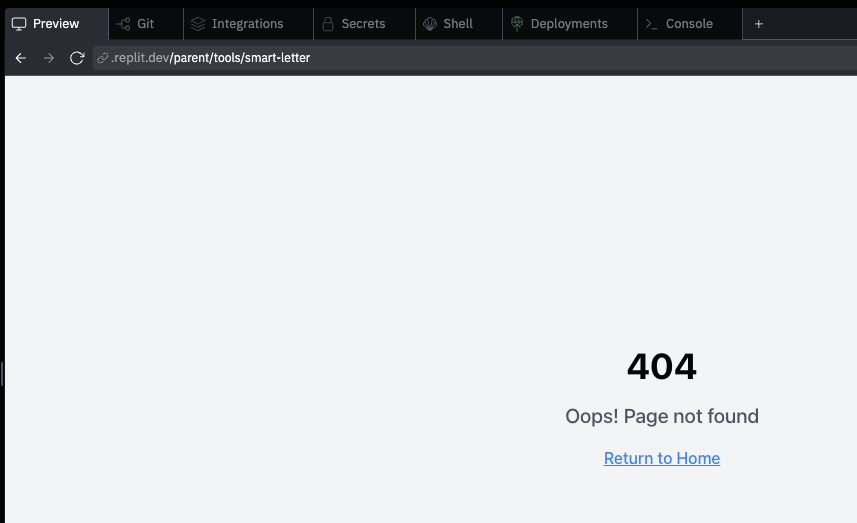 Preview Git Integrations Secrets Shell Deployments Console +
.replit.dev/parent/tools/smart-letter
404
Oops! Page not found
Return to Home